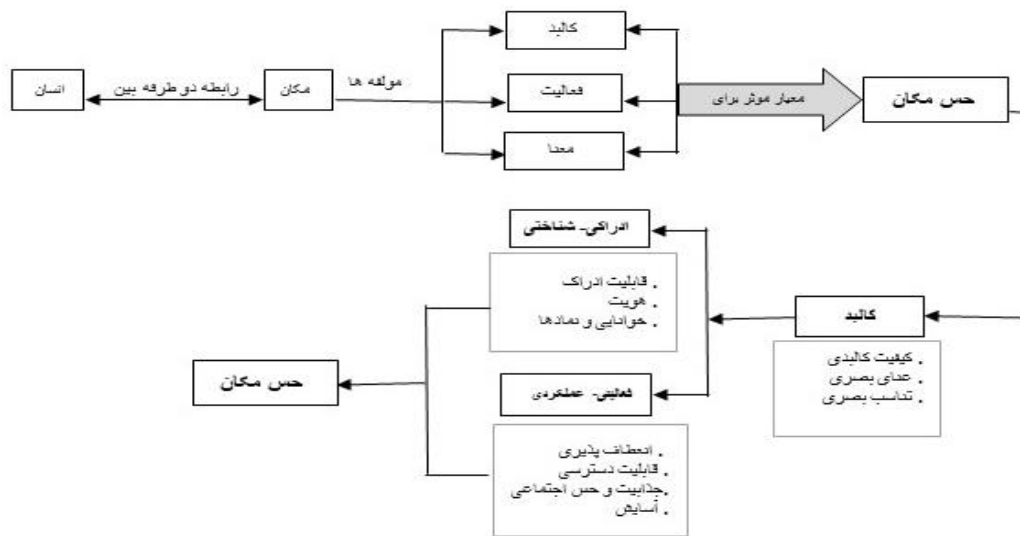 انسان
رابطه دو طرفه بین
مکان
مولفه ها
کالبد
فعالیت
معنا
معیار موثر برای
حس مکان
کالبد
. کیفیت کالبدی
. غنای بصری
. تناسب بصری
ادراکی- شناختی
. قابلیت ادراک
. هویت
. خوانایی و نمادها
فعالیتی- عملکردی
. انعطاف پذیری
. قابلیت دسترسی
.جذابیت و حس اجتماعی
. آسایش
حس مکان